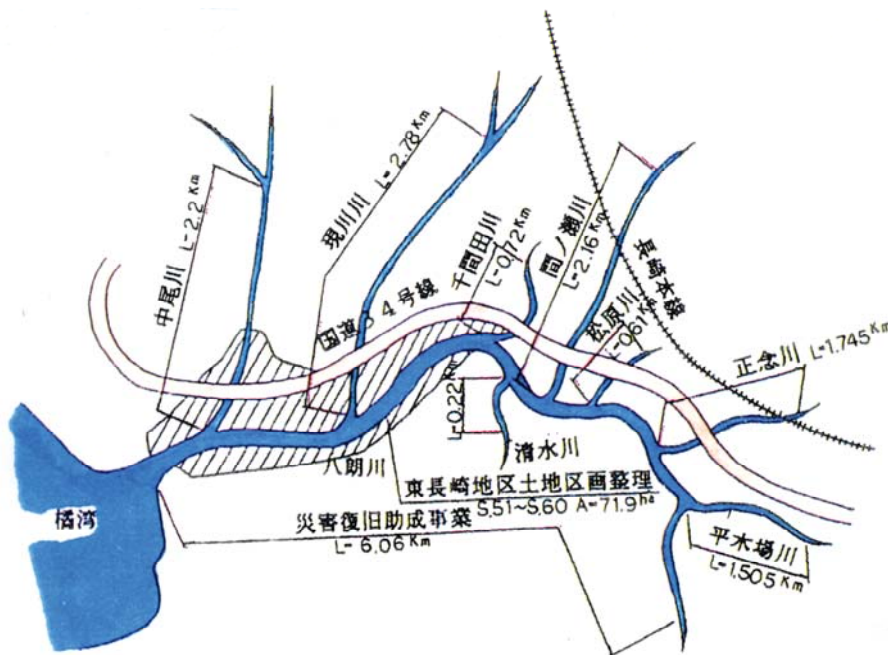 中尾川 L=2.2Km
現川川 L=2.78Km
千間田川
L=0.72Km
間ノ瀬川
L=2.16Km
松原川
L=0.61Km
長崎本線
正念川 L=1.745Km
国道34号線
L=0.22Km
清水川
八朗川
東長崎地区土地区画整理
S.51~S.60 A=71.9ha
災害復旧助成事業
L=6.06Km
橘湾
平木場川
L=1.505Km